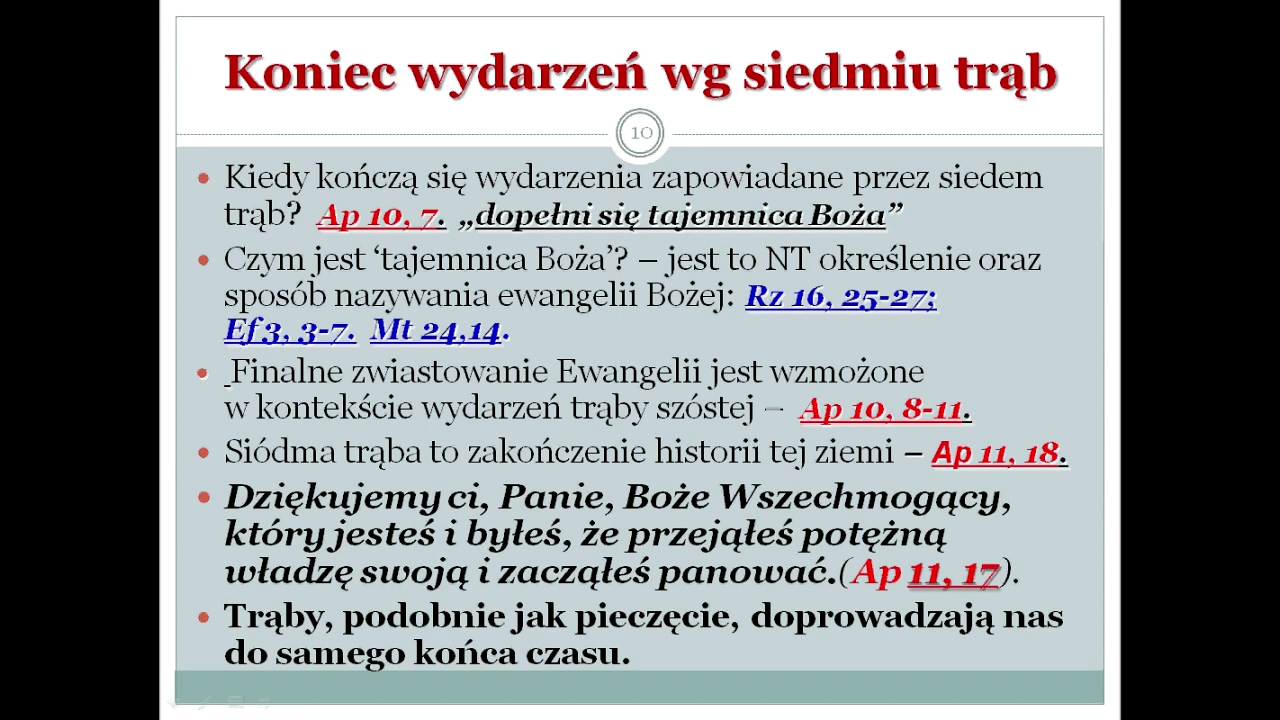 Koniec wydarzeń wg siedmiu trąb
10
• Kiedy kończą się wydarzenia zapowiadane przez siedem
trąb? Ap 10, 7. „dopełni się tajemnica Boża”
• Czym jest ‘tajemnica Boża’? – jest to NT określenie oraz
sposób nazywania ewangelii Bożej: Rz 16, 25-27;
Ef 3, 3-7. Mt 24,14.
• Finalne zwiastowanie Ewangelii jest wzmożone
w kontekście wydarzeń trąby szóstej – Ap 10, 8-11.
• Siódma trąba to zakończenie historii tej ziemi – Ap 11, 18.
• Dziękujemy ci, Panie, Boże Wszechmogący,
który jesteś i byłeś, że przejąłeś potężną
władzę swoją i zacząłeś panować.(Ap 11, 17).
• Trąby, podobnie jak pieczęcie, doprowadzają nas
do samego końca czasu.